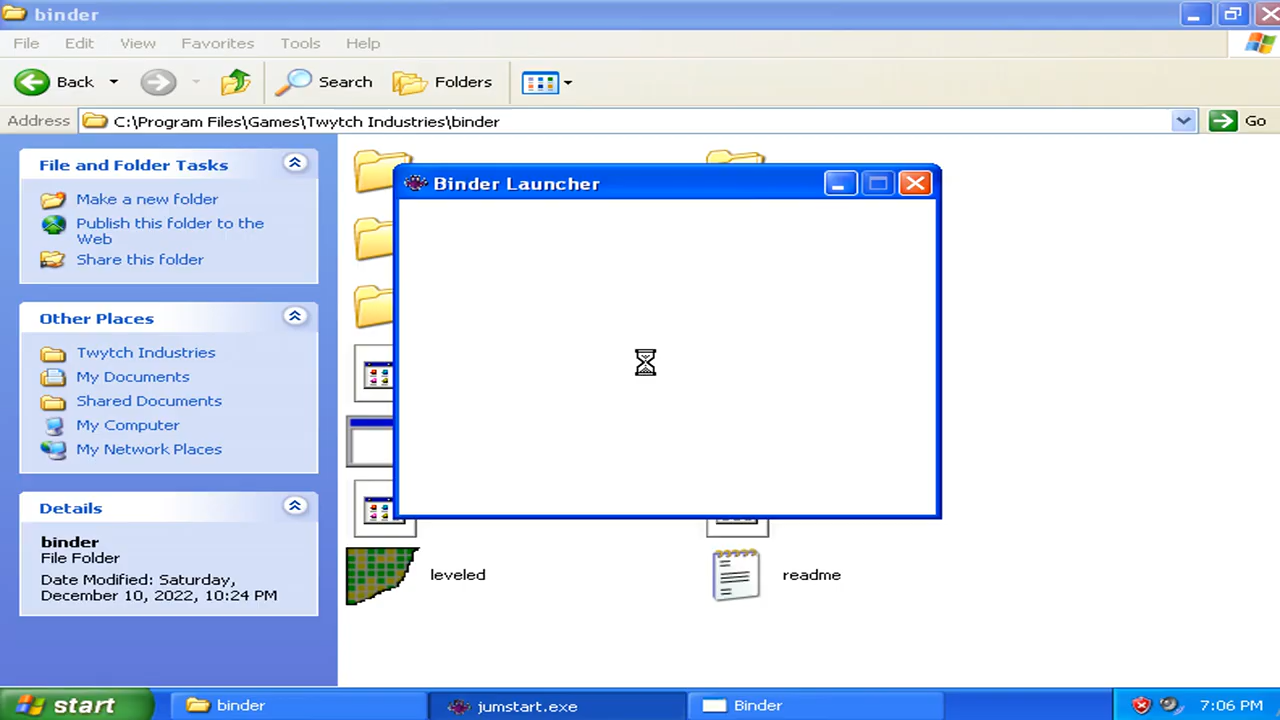 binder
File Edit View Favorites Tools Help
Back Search Folders
Address C:\Program Files\Games\Twytch Industries\binder Go
File and Folder Tasks
Make a new folder
Publish this folder to the
Web
Share this folder
Other Places
Twytch Industries
My Documents
Shared Documents
My Computer
My Network Places
Details
binder
File Folder
Date Modified: Saturday,
December 10, 2022, 10:24 PM
Binder Launcher
leveled readme
start binder jumstart.exe Binder 7:06 PM